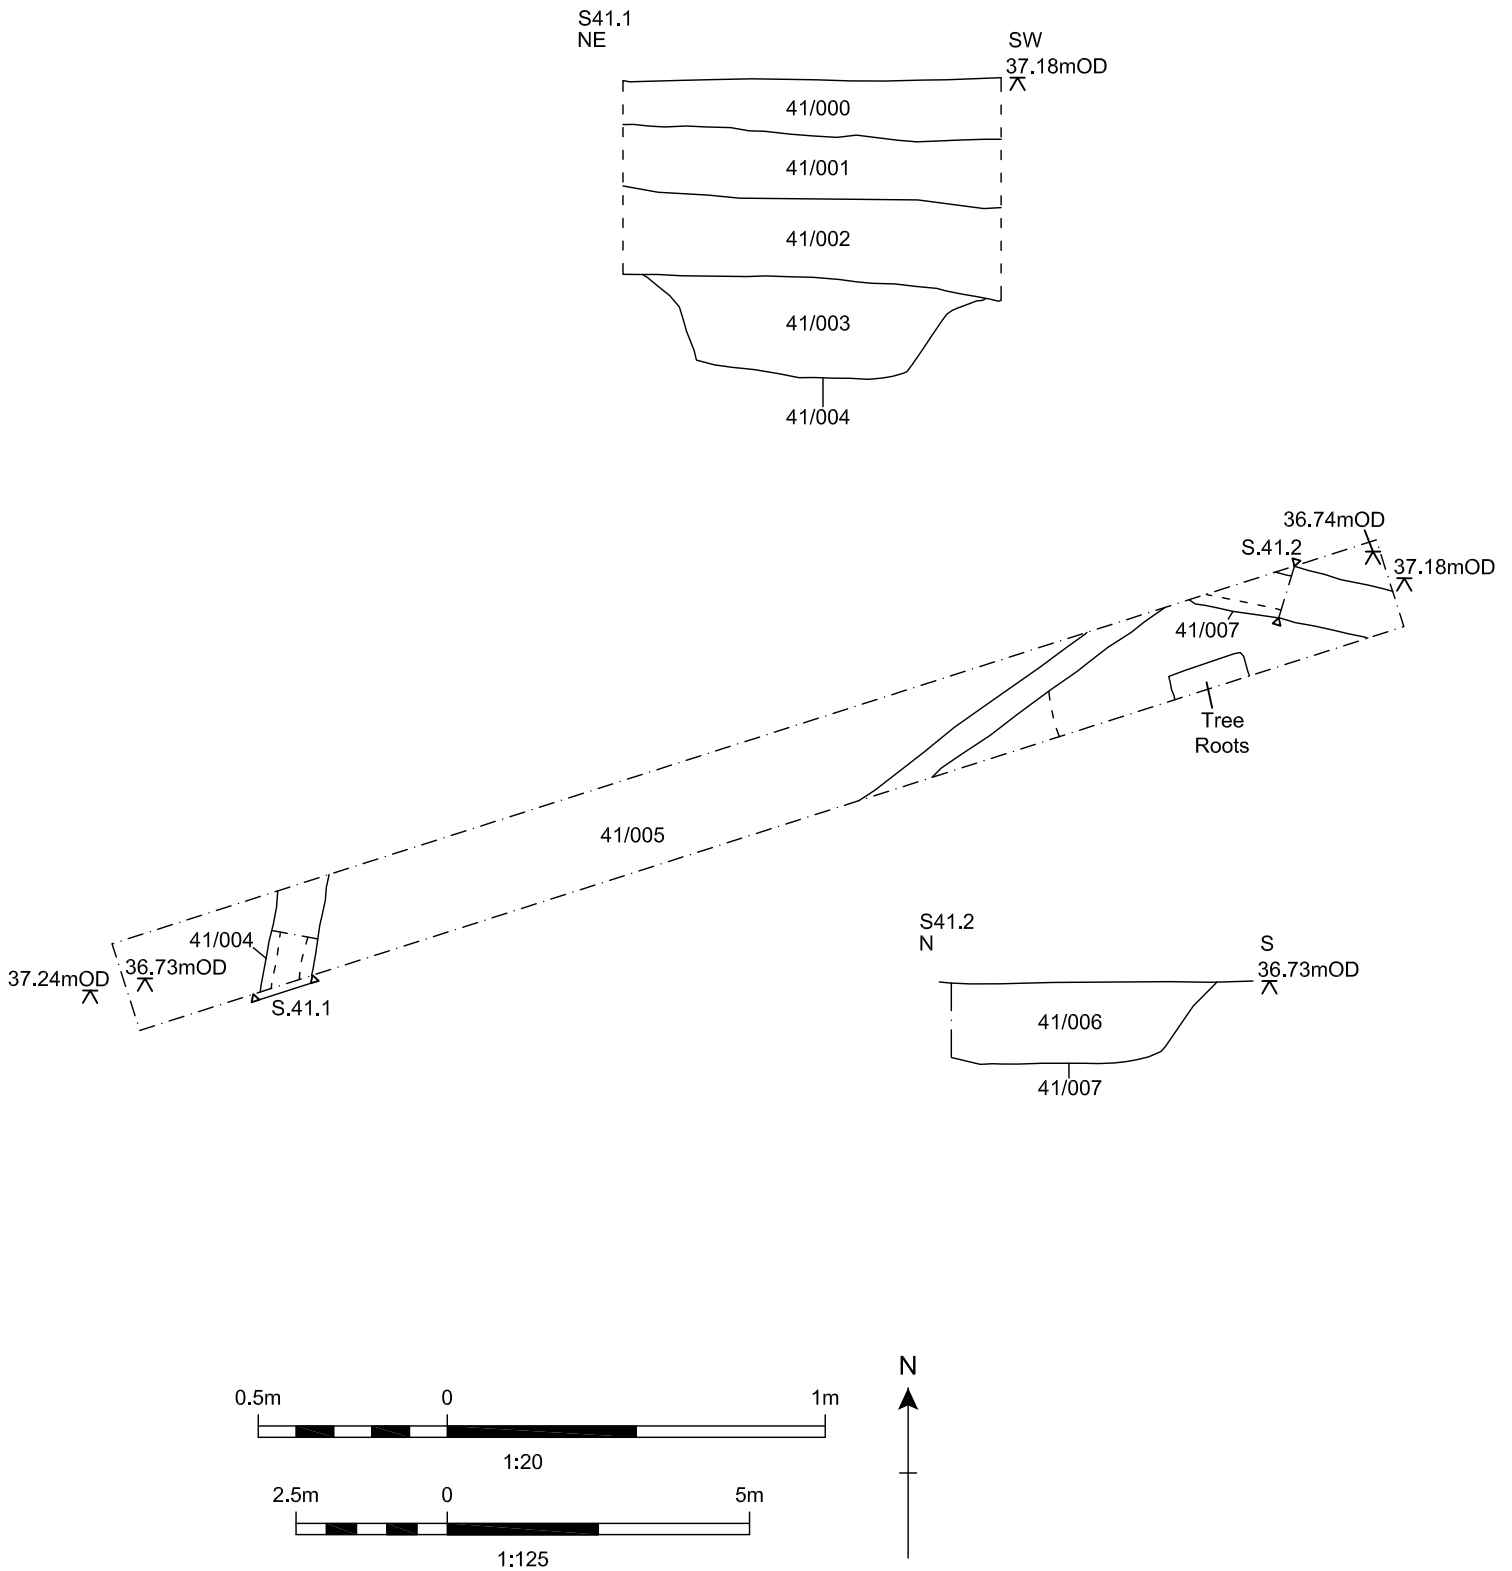 S41.1
NE
SW
37.18mOD
41/000
41/001
41/002
41/003
41/004
36.74mOD
S.41.2
37.18mOD
41/007
Tree
Roots
41/005
41/004
37.24mOD
36.73mOD
S.41.1
S41.2
N
S
36.73mOD
41/006
41/007
N
0.5m 0 1m
1:20
2.5m 0 5m
1:125